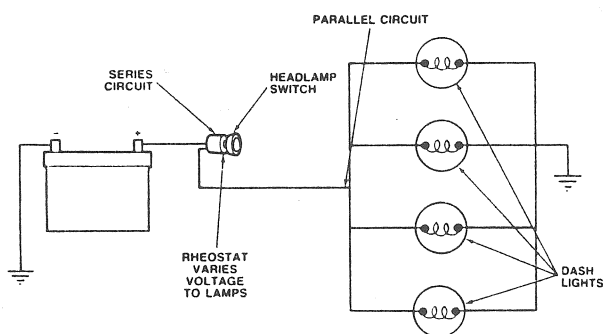 PARALLEL CIRCUIT
SERIES
CIRCUIT
HEADLAMP
SWITCH
- +
RHEOSTAT
VARIES
VOLTAGE
TO LAMPS
DASH
LIGHTS